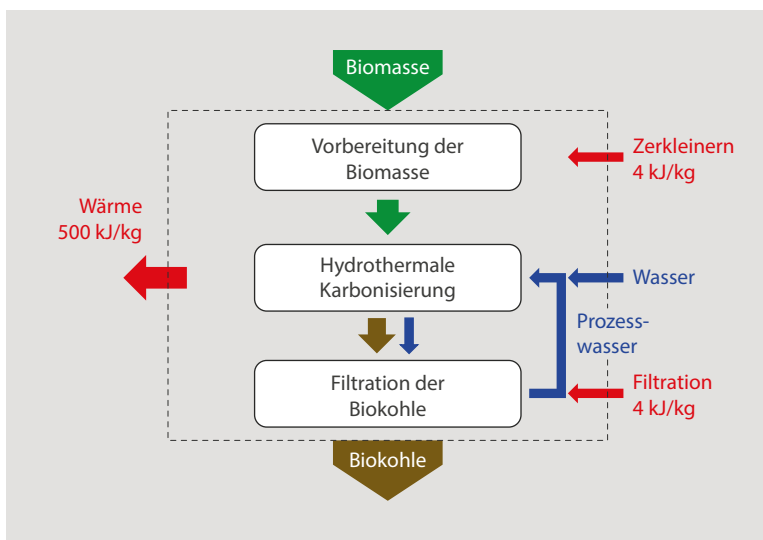 Biomasse
Vorbereitung der
Biomasse
Zerkleinern
4 kJ/kg
Wärme
500 kJ/kg
Hydrothermale
Karbonisierung
Wasser
Prozess-
wasser
Filtration der
Biokohle
Filtration
4 kJ/kg
Biokohle